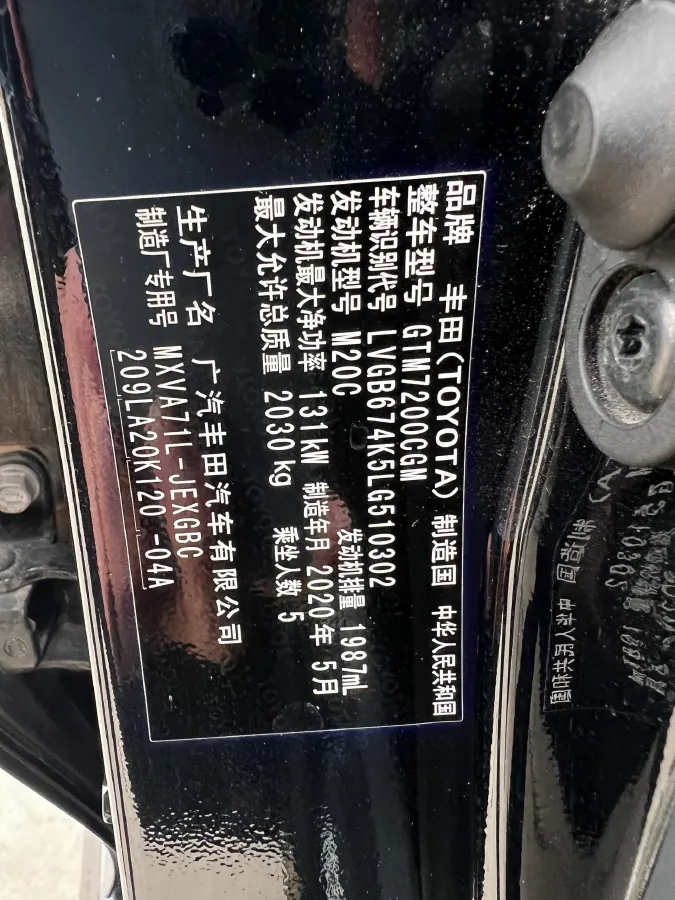 品牌 丰田(TOYOTA) 制造国 中华人民共和国
整车型号 GTM7200CGM
车辆识别代号 LVGB674K5LG510302
发动机型号 M20C 发动机排量 1987mL
发动机最大净功率 131kW 制造年月 2020年 5月
最大允许总质量 2030kg 乘坐人数 5
生产厂名 广汽丰田汽车有限公司
制造厂专用号 MXVA71L-JEXGBC
209LA20K120 -04A